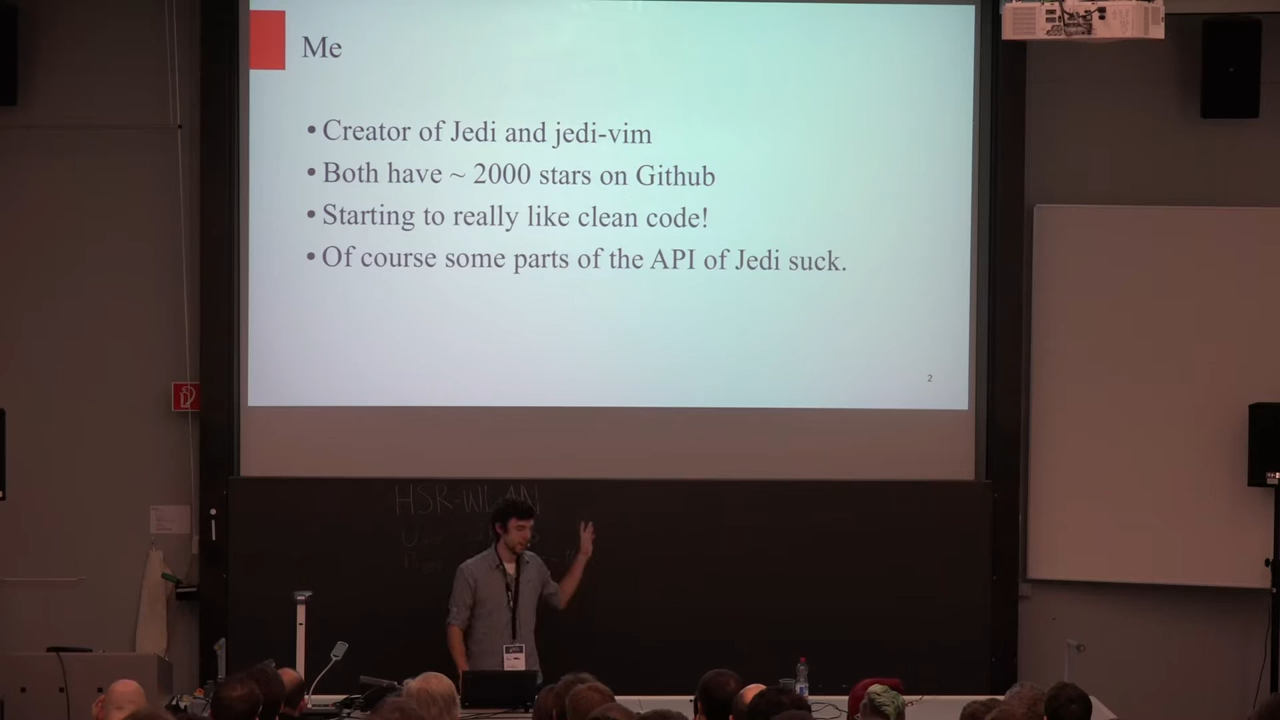 Me
• Creator of Jedi and jedi-vim
• Both have ~ 2000 stars on Github
• Starting to really like clean code!
• Of course some parts of the API of Jedi suck.
2
HSR-WLAN